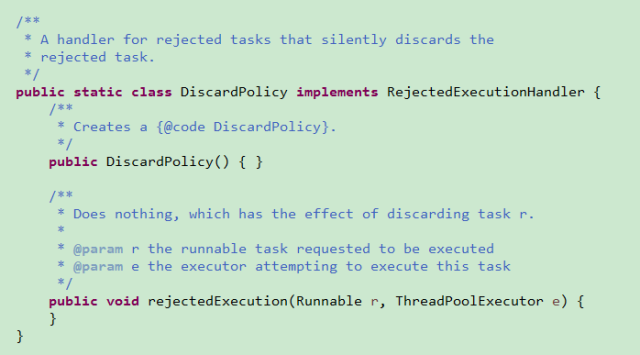 /**
 * A handler for rejected tasks that silently discards the
 * rejected task.
 */
public static class DiscardPolicy implements RejectedExecutionHandler {
    /**
     * Creates a {@code DiscardPolicy}.
     */
    public DiscardPolicy() { }

    /**
     * Does nothing, which has the effect of discarding task r.
     *
     * @param r the runnable task requested to be executed
     * @param e the executor attempting to execute this task
     */
    public void rejectedExecution(Runnable r, ThreadPoolExecutor e) {
    }
}